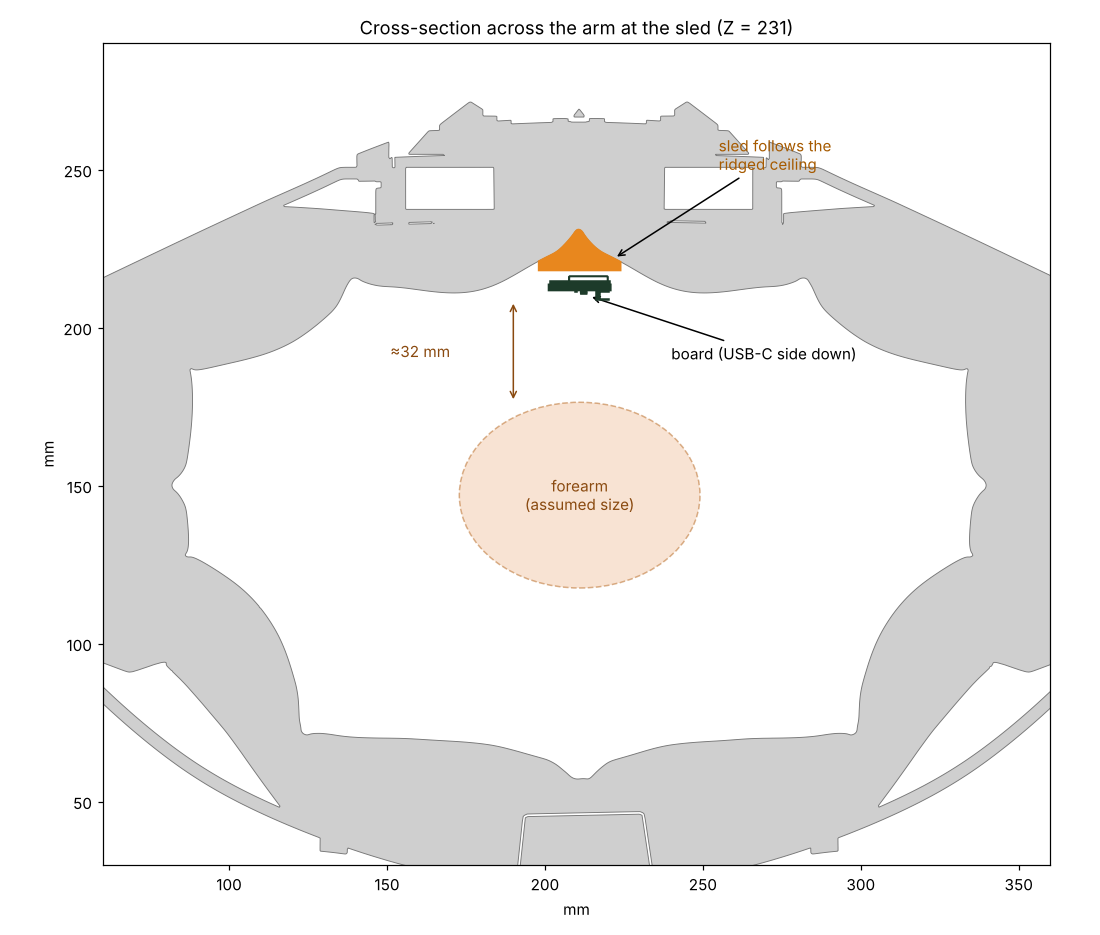 Cross-section across the arm at the sled (Z = 231)
sled follows the
ridged ceiling
≈32 mm
board (USB-C side down)
forearm
(assumed size)
250
200
150
100
50
mm
100
150
200
250
300
350
mm